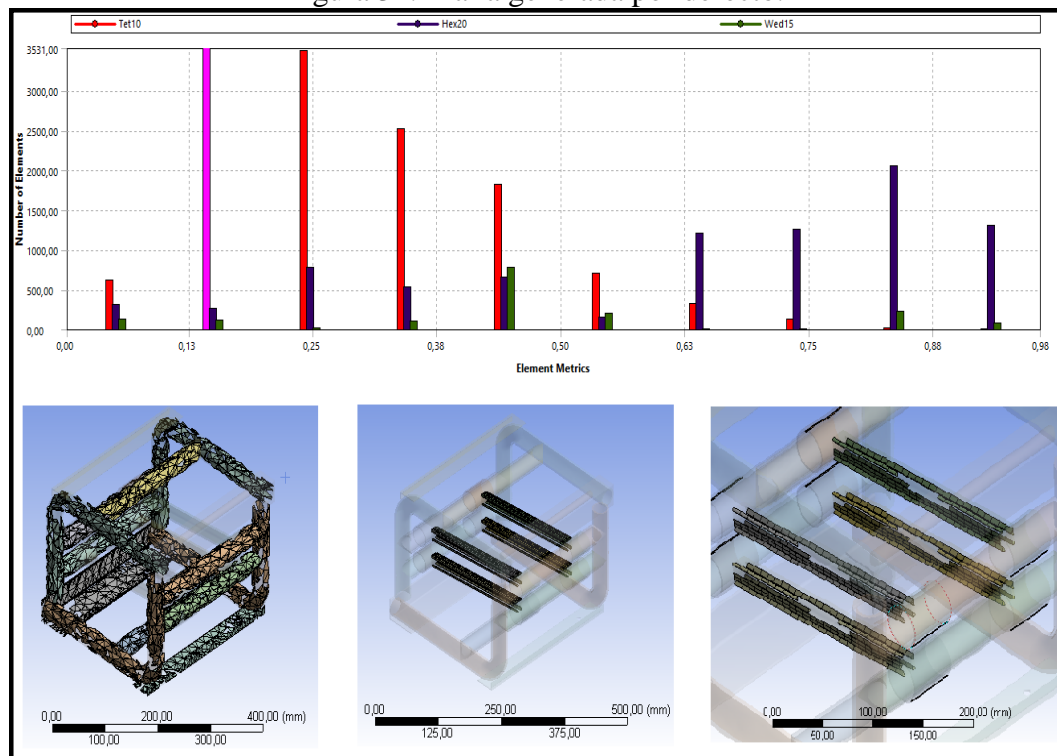 Tet10 Hex20 Wed15
3531,00
3000,00
2500,00
2000,00
1500,00
1000,00
500,00
0,00
Number of Elements
0,00 0,13 0,25 0,38 0,50 0,63 0,75 0,88 0,98
Element Metrics
0,00 200,00 400,00 (mm)
100,00 300,00
0,00 250,00 500,00 (mm)
125,00 375,00
0,00 100,00 200,00 (mm)
50,00 150,00